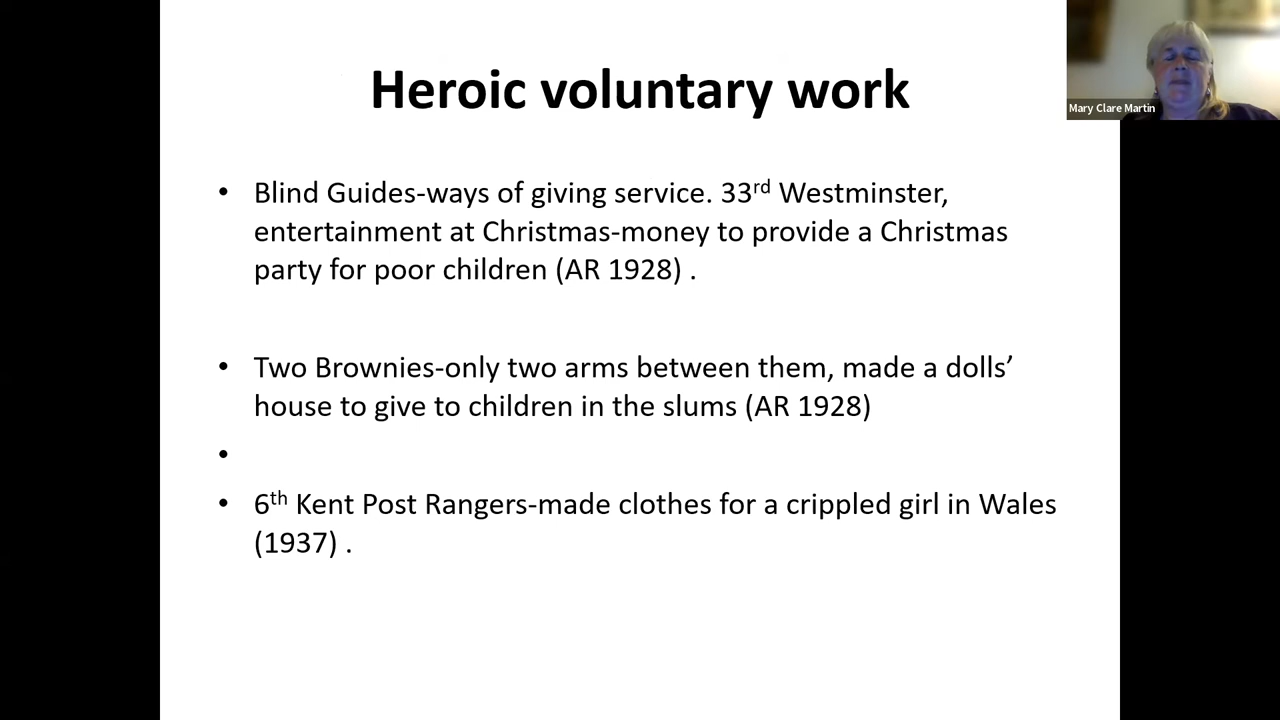 Heroic voluntary work
Mary Clare Martin
• Blind Guides-ways of giving service. 33rd Westminster,
entertainment at Christmas-money to provide a Christmas
party for poor children (AR 1928) .
• Two Brownies-only two arms between them, made a dolls’
house to give to children in the slums (AR 1928)
•
• 6th Kent Post Rangers-made clothes for a crippled girl in Wales
(1937) .